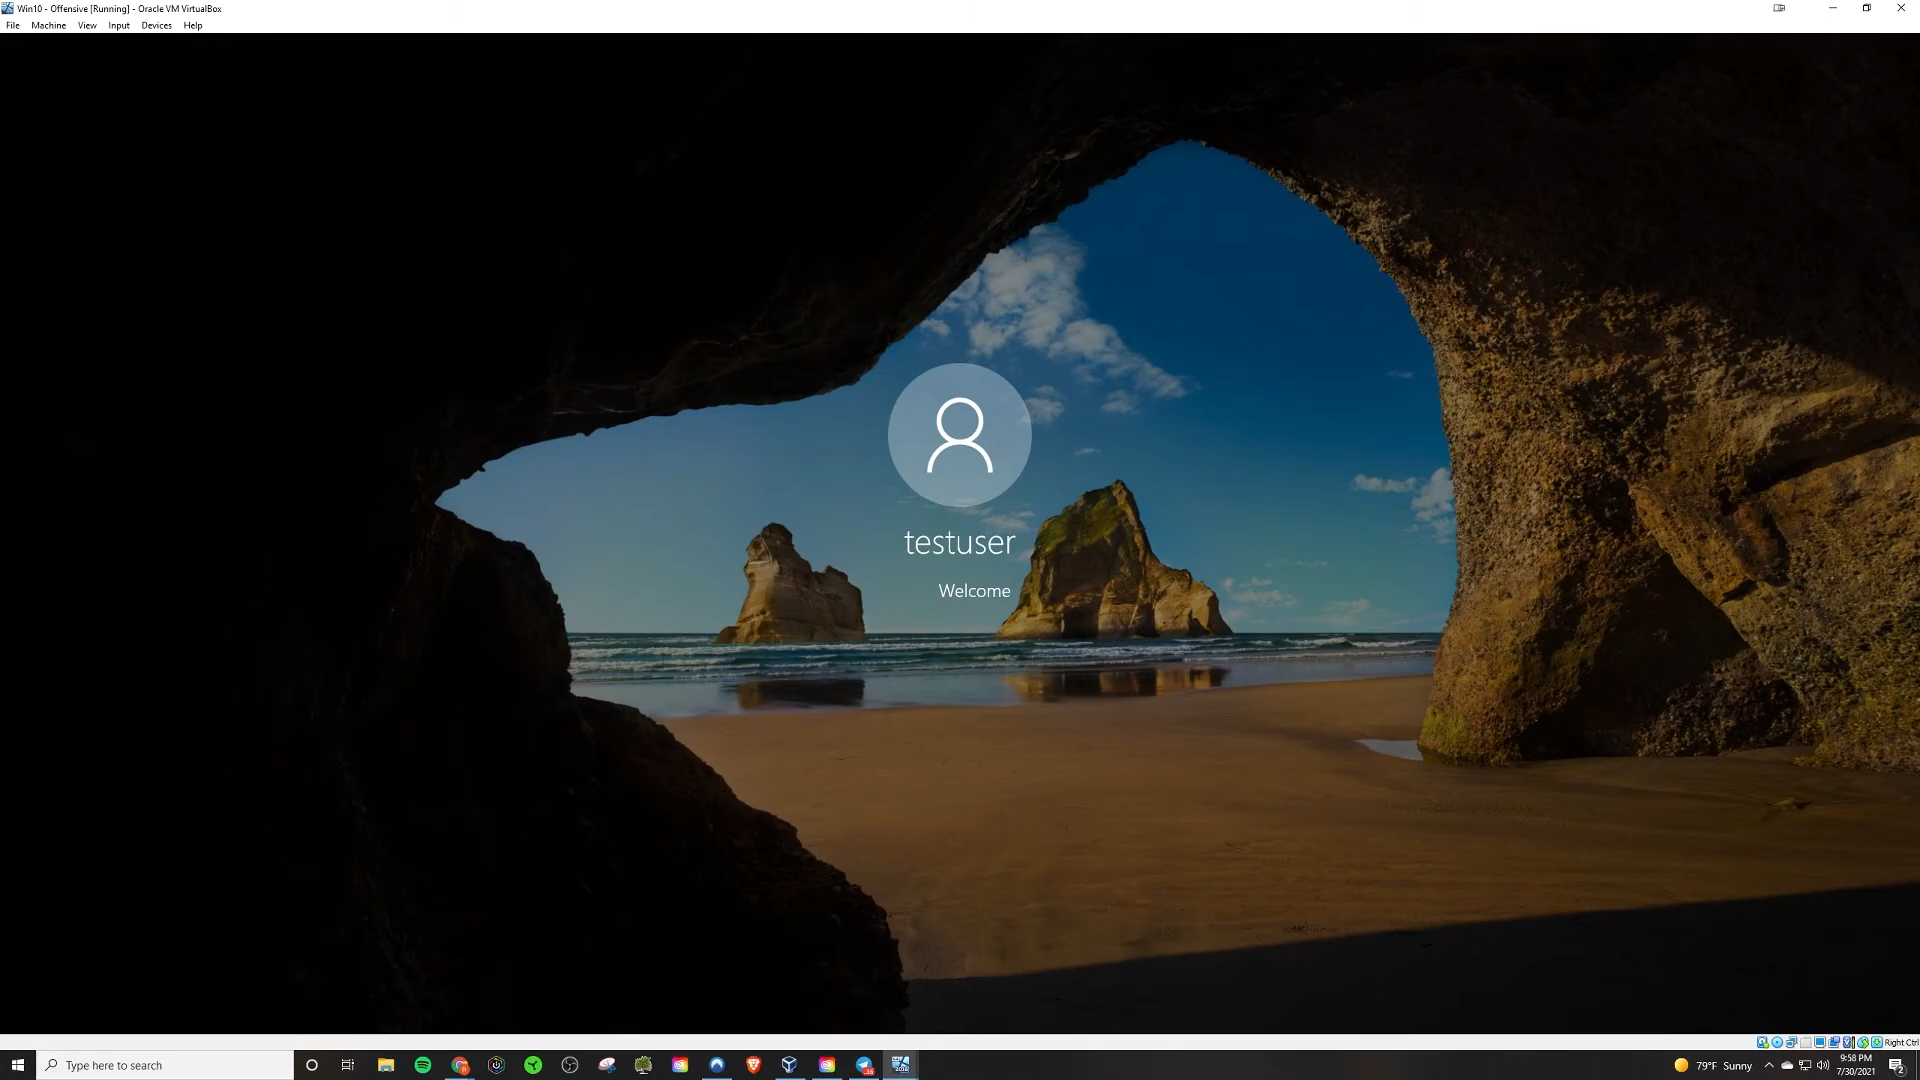 Win10 - Offensive [Running] - Oracle VM VirtualBox
File Machine View Input Devices Help
testuser
Welcome
Right Ctrl
Type here to search
79°F Sunny
9:58 PM
7/30/2021